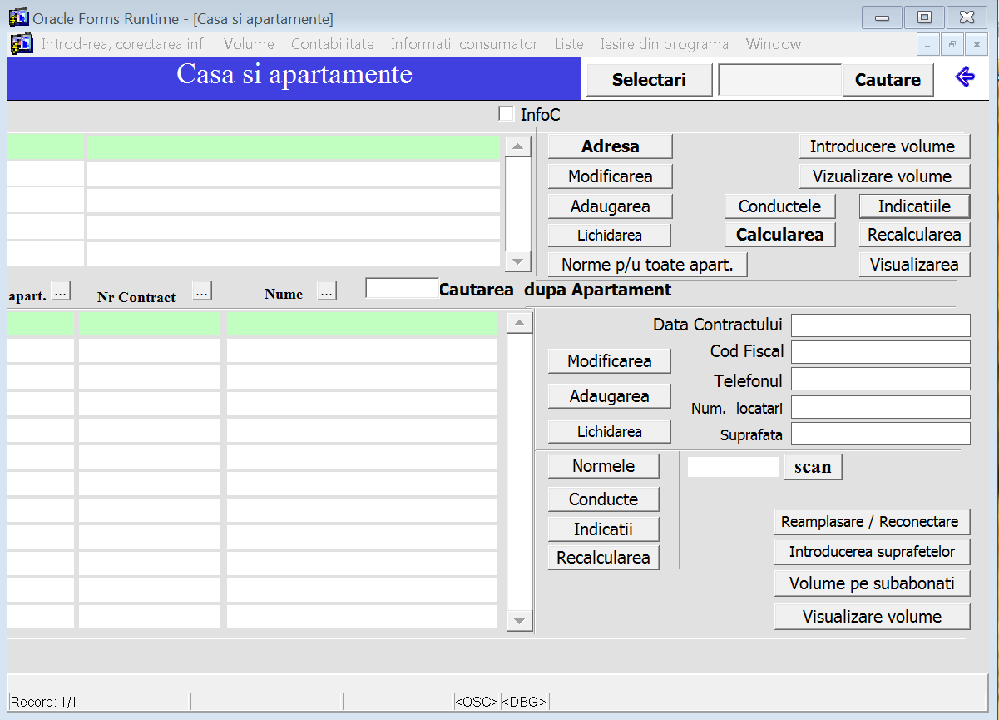 Oracle Forms Runtime - [Casa si apartamente]
Introd-rea, corectarea inf. Volume Contabilitate Informatii consumator Liste Iesire din programa Window
Casa si apartamente
Selectari
Cautare
InfoC
Adresa
Introducere volume
Modificarea
Vizualizare volume
Adaugarea
Conductele
Indicatiile
Lichidarea
Calcularea
Recalcularea
Norme p/u toate apart.
Visualizarea
apart. ...
Nr Contract ...
Nume ...
Cautarea dupa Apartament
Data Contractului
Cod Fiscal
Modificarea
Telefonul
Adaugarea
Num. locatari
Lichidarea
Suprafata
Normele
scan
Conducte
Indicatii
Recalcularea
Reamplasare / Reconectare
Introducerea suprafetelor
Volume pe subabonati
Visualizare volume
Record: 1/1
<OSC>
<DBG>